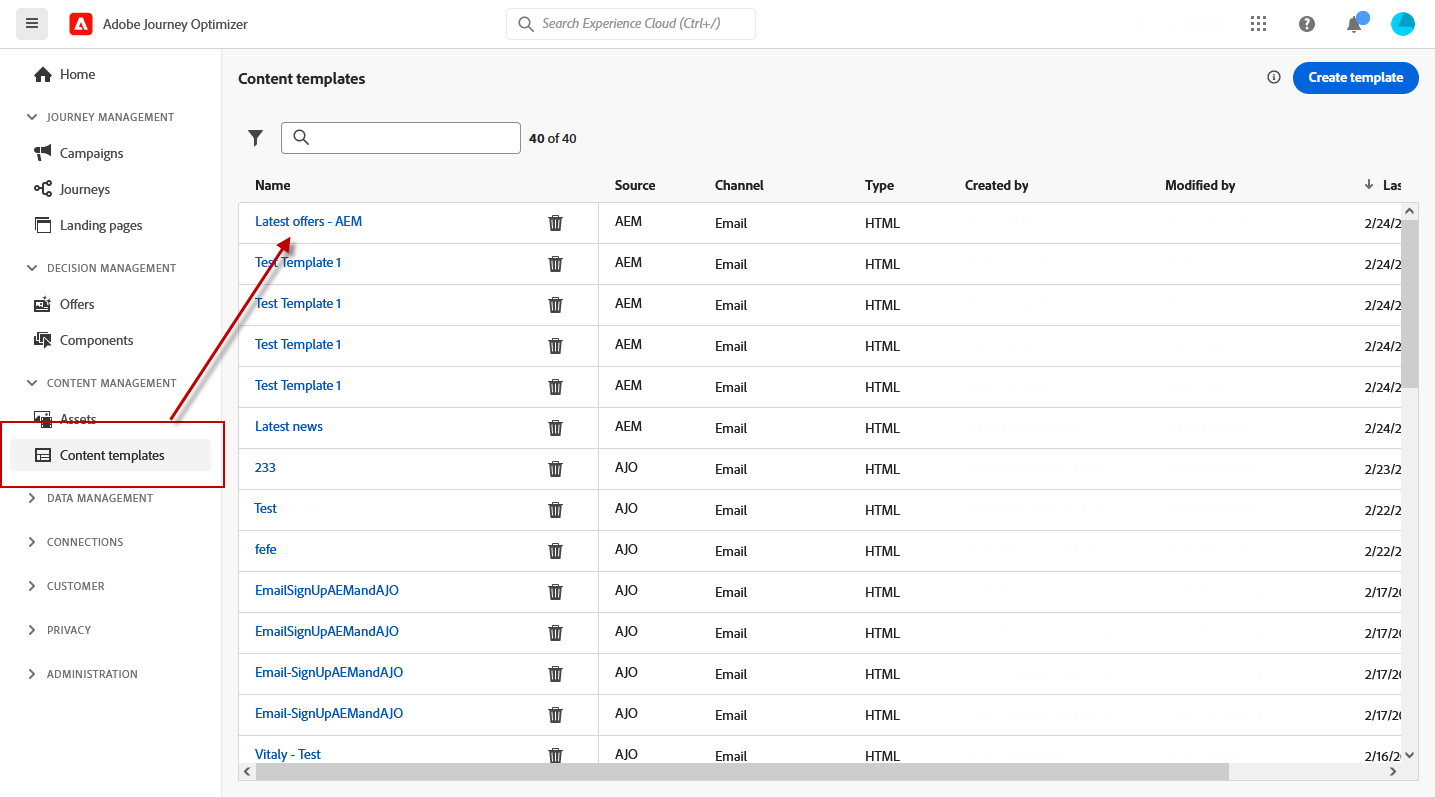 Adobe Journey Optimizer
Search Experience Cloud (Ctrl+/)
Home
JOURNEY MANAGEMENT
Campaigns
Journeys
Landing pages
DECISION MANAGEMENT
Offers
Components
CONTENT MANAGEMENT
Assets
Content templates
DATA MANAGEMENT
CONNECTIONS
CUSTOMER
PRIVACY
ADMINISTRATION
Content templates
Create template
40 of 40
Name Source Channel Type Created by Modified by Las
Latest offers - AEM AEM Email HTML 2/24/2
Test Template 1 AEM Email HTML 2/24/2
Test Template 1 AEM Email HTML 2/24/2
Test Template 1 AEM Email HTML 2/24/2
Test Template 1 AEM Email HTML 2/24/2
Latest news AEM Email HTML 2/24/2
233 AJO Email HTML 2/23/2
Test AJO Email HTML 2/22/2
fefe AJO Email HTML 2/22/2
EmailSignUpAEMandAJO AJO Email HTML 2/17/20
EmailSignUpAEMandAJO AJO Email HTML 2/17/20
Email-SignUpAEMandAJO AJO Email HTML 2/17/20
Email-SignUpAEMandAJO AJO Email HTML 2/17/20
Vitaly - Test AJO Email HTML 2/16/20